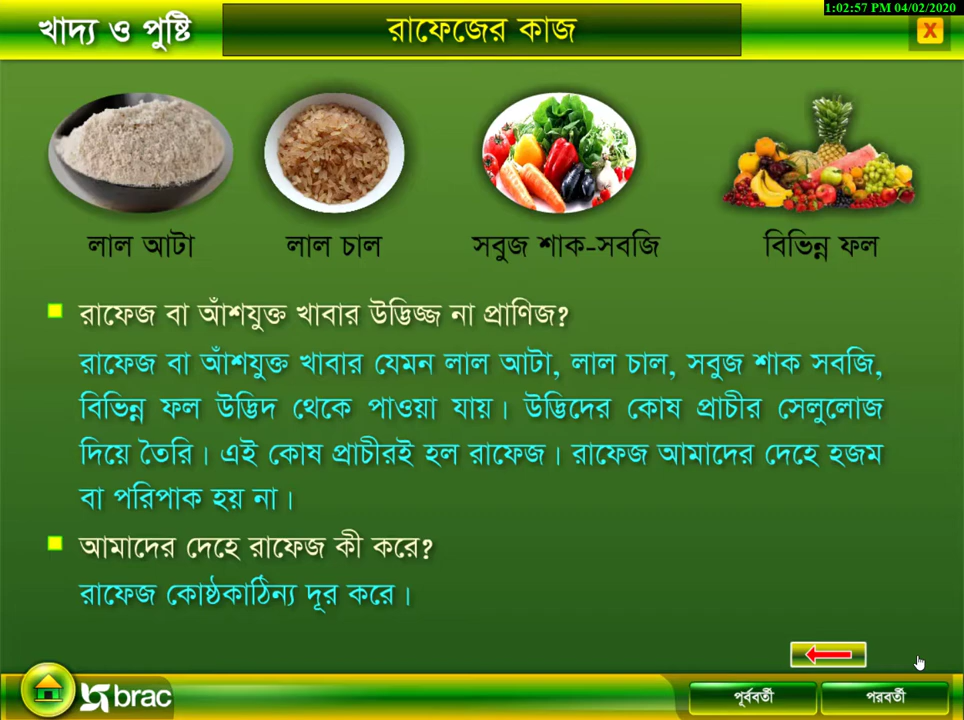 1:02:57 PM 04/02/2020
খাদ্য ও পুষ্টি
রাফেজের কাজ
X
লাল আটা
লাল চাল
সবুজ শাক-সবজি
বিভিন্ন ফল
রাফেজ বা আঁশযুক্ত খাবার উদ্ভিজ্জ না প্রাণিজ?
রাফেজ বা আঁশযুক্ত খাবার যেমন লাল আটা, লাল চাল, সবুজ শাক সবজি,
বিভিন্ন ফল উদ্ভিদ থেকে পাওয়া যায়। উদ্ভিদের কোষ প্রাচীর সেলুলোজ
দিয়ে তৈরি। এই কোষ প্রাচীরই হল রাফেজ। রাফেজ আমাদের দেহে হজম
বা পরিপাক হয় না।
আমাদের দেহে রাফেজ কী করে?
রাফেজ কোষ্ঠকাঠিন্য দূর করে।
brac
পূর্ববর্তী
পরবর্তী